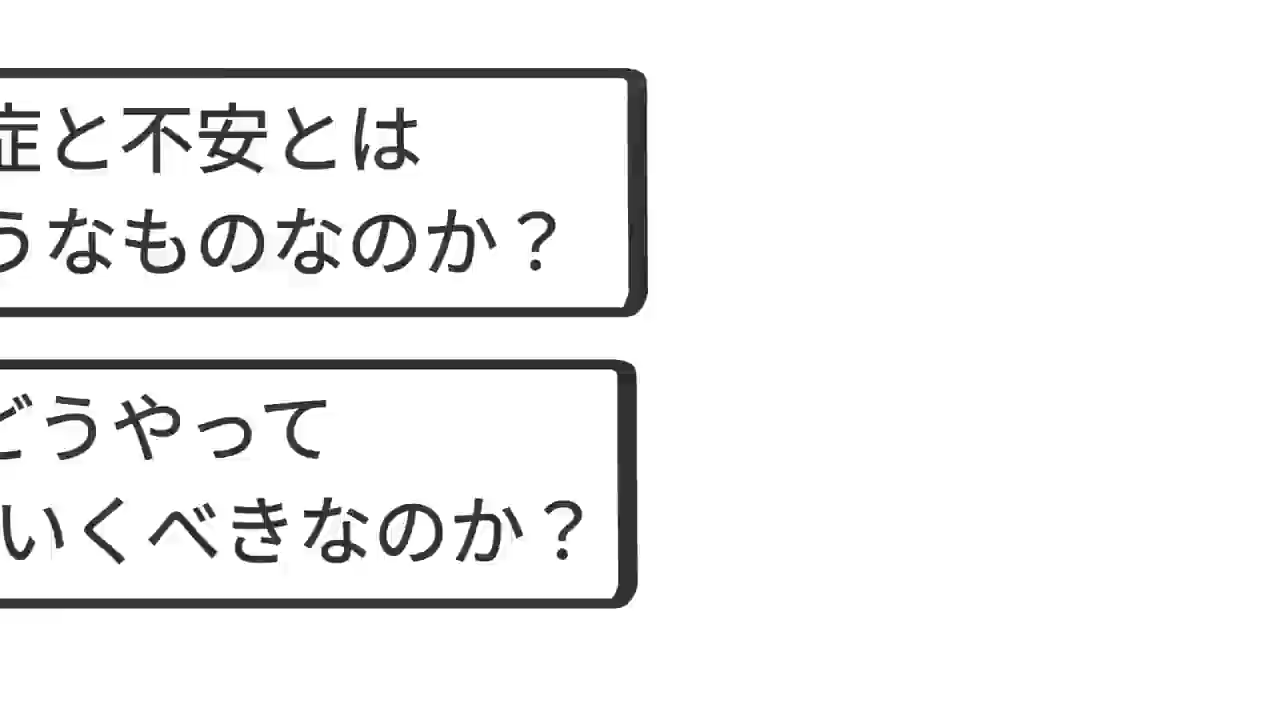 症と不安とは
うなものなのか？
どうやって
いくべきなのか？